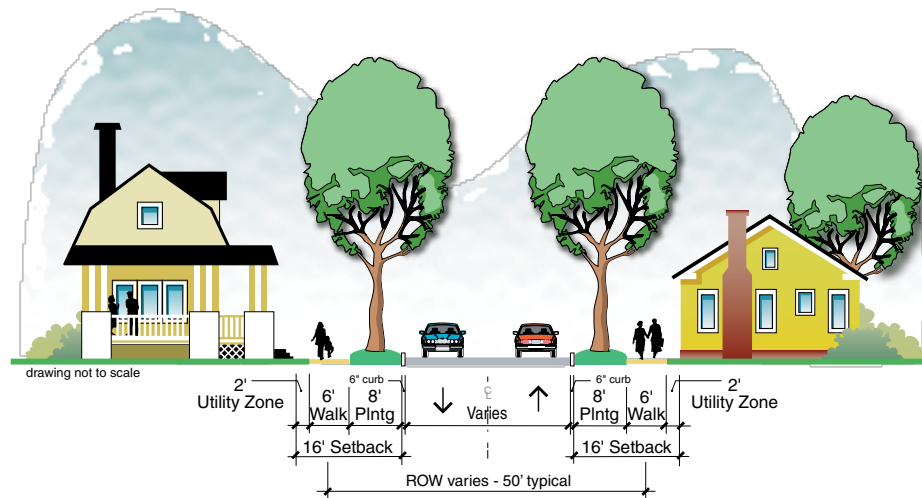 drawing not to scale
2'
Utility Zone
6'
Walk
6" curb
8'
Plntg
℄
Varies
6" curb
8'
Plntg
6'
Walk
2'
Utility Zone
16' Setback
16' Setback
ROW varies - 50' typical